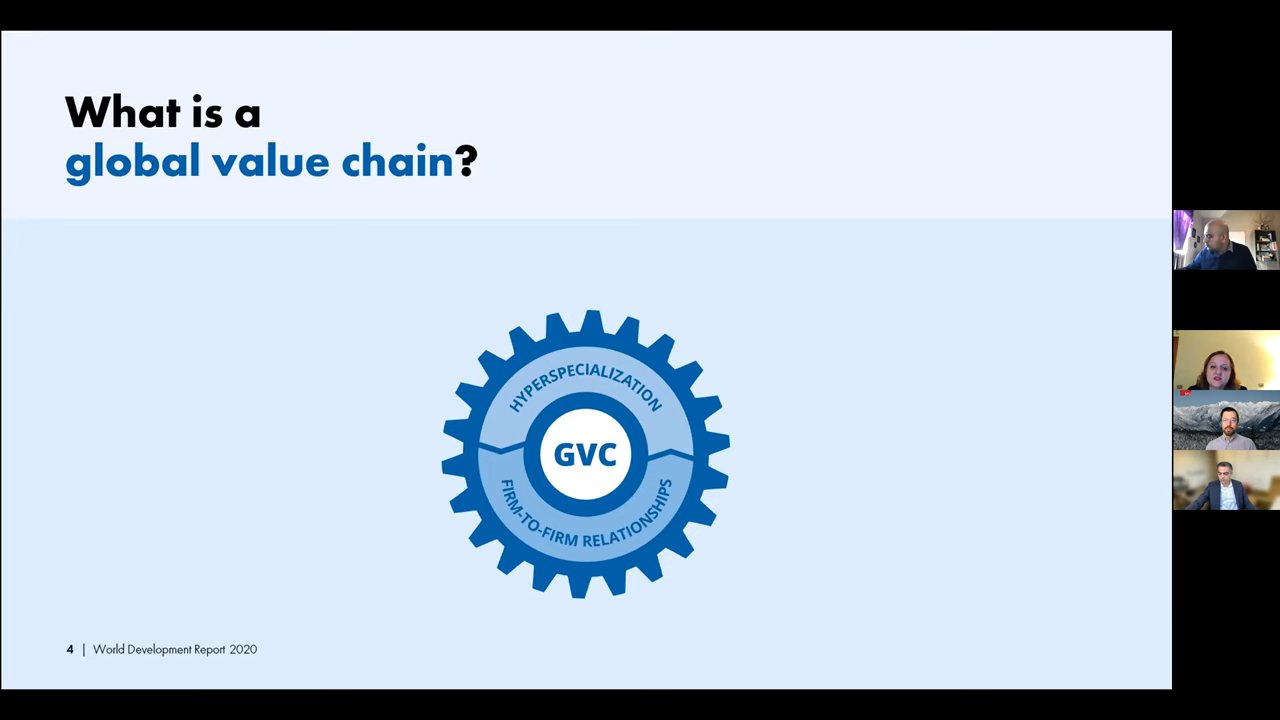 What is a
global value chain?
HYPERSPECIALIZATION
GVC
FIRM-TO-FIRM RELATIONSHIPS
4 | World Development Report 2020